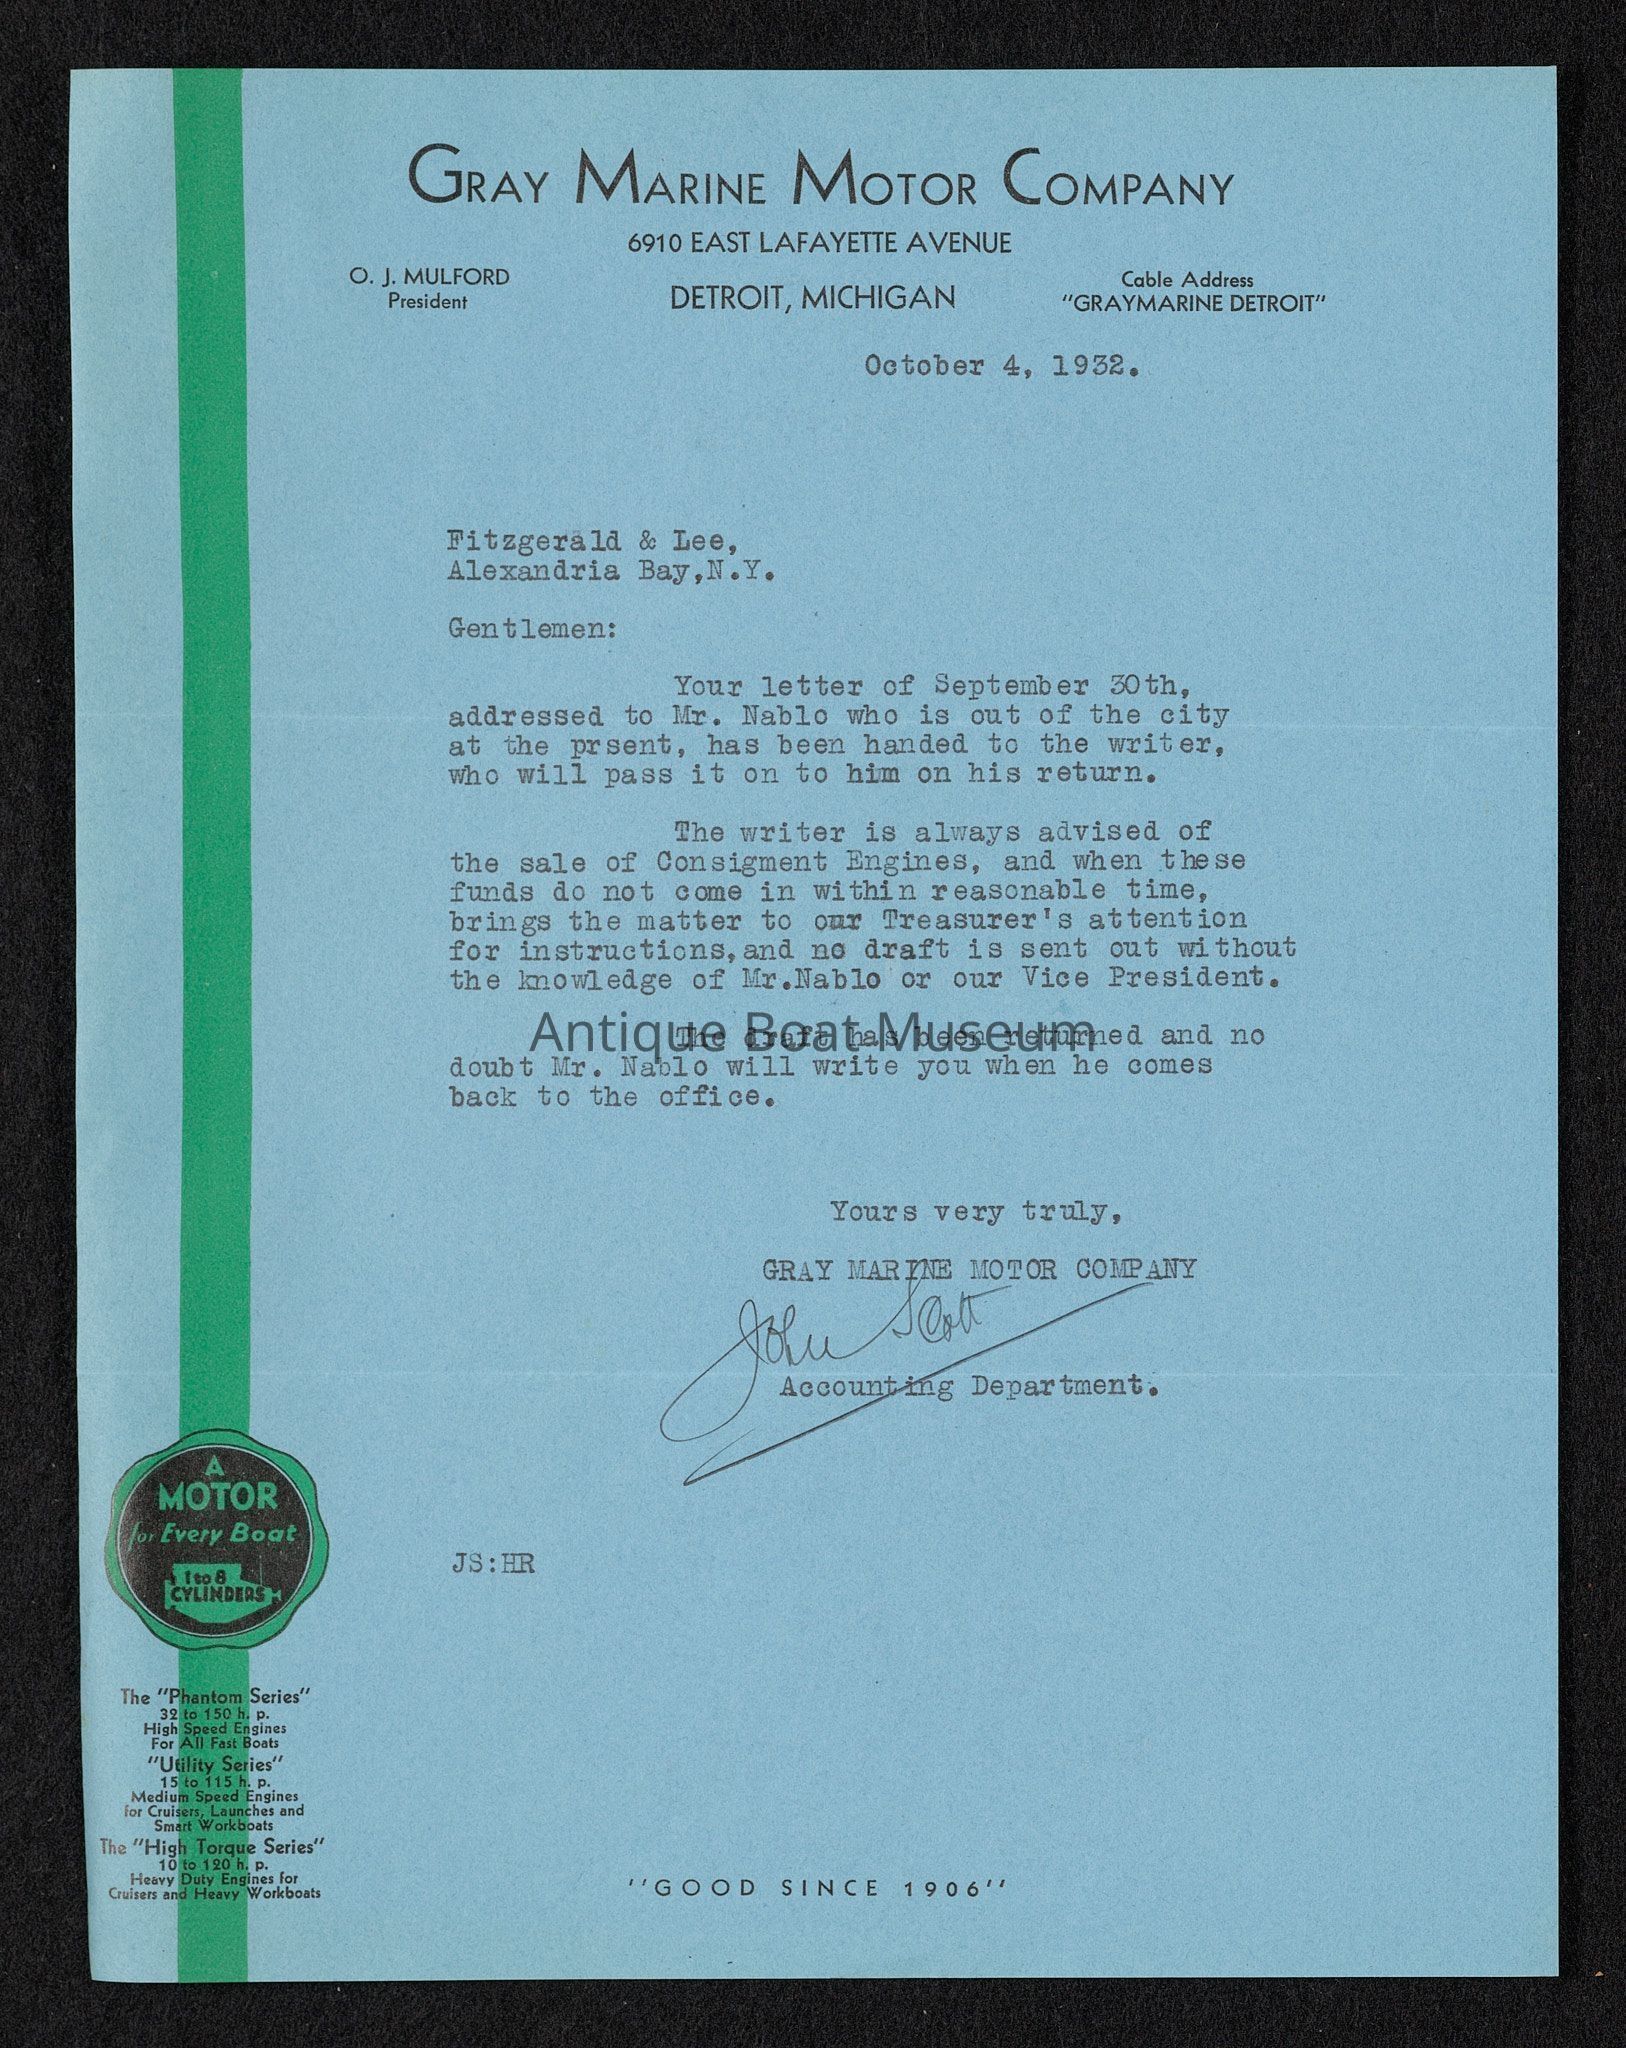 GRAY MARINE MOTOR COMPANY
6910 EAST LAFAYETTE AVENUE
O. J. MULFORD
President
DETROIT, MICHIGAN
Cable Address
"GRAYMARINE DETROIT"
October 4, 1932.
Fitzgerald & Lee,
Alexandria Bay,N.Y.
Gentlemen:
Your letter of September 30th,
addressed to Mr. Nablo who is out of the city
at the prsent, has been handed to the writer,
who will pass it on to him on his return.
The writer is always advised of
the sale of Consigment Engines, and when these
funds do not come in within reasonable time,
brings the matter to our Treasurer's attention
for instructions,and no draft is sent out without
the knowledge of Mr.Nablo or our Vice President.
The draft has been returned and no
doubt Mr. Nablo will write you when he comes
back to the office.
Antique Boat Museum
Yours very truly,
GRAY MARINE MOTOR COMPANY
John Scott
Accounting Department.
JS:HR
A
MOTOR
for Every Boat
1 to 8
CYLINDERS
The "Phantom Series"
32 to 150 h. p.
High Speed Engines
For All Fast Boats
"Utility Series"
15 to 115 h. p.
Medium Speed Engines
for Cruisers, Launches and
Smart Workboats
The "High Torque Series"
10 to 120 h. p.
Heavy Duty Engines for
Cruisers and Heavy Workboats
"GOOD SINCE 1906"